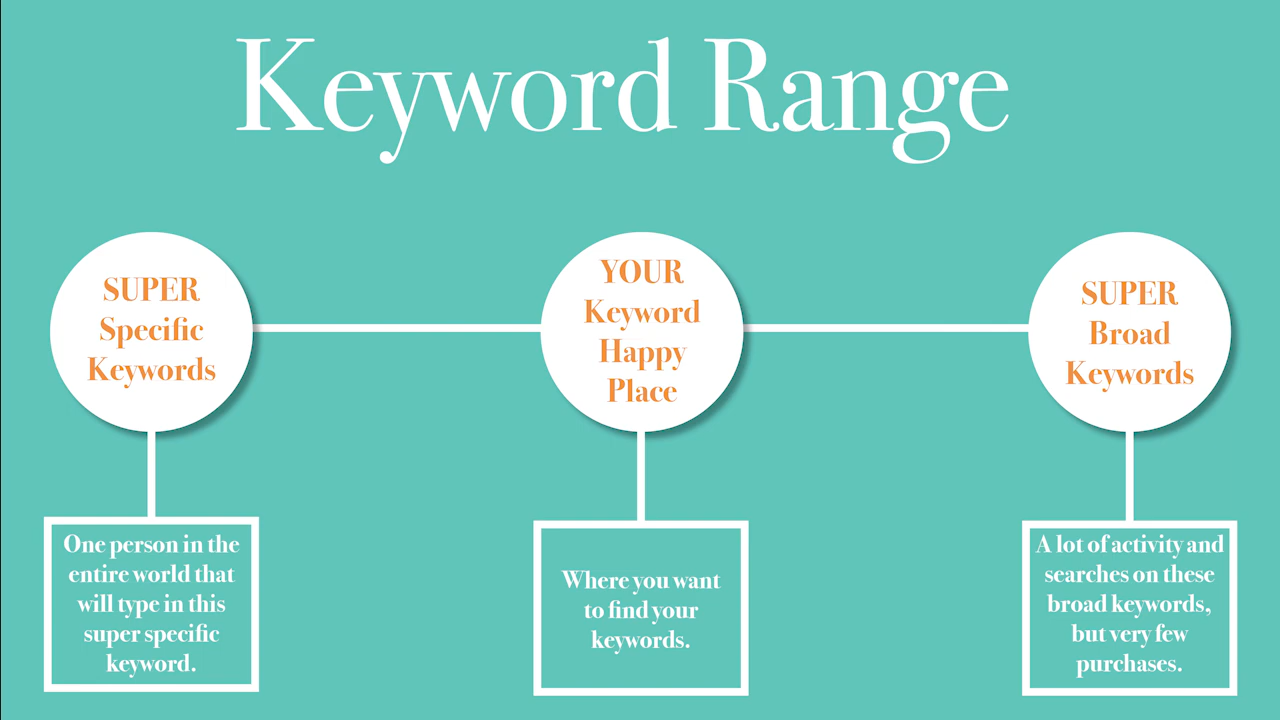 Keyword Range
SUPER
Specific
Keywords
YOUR
Keyword
Happy
Place
SUPER
Broad
Keywords
One person in the
entire world that
will type in this
super specific
keyword.
Where you want
to find your
keywords.
A lot of activity and
searches on these
broad keywords,
but very few
purchases.